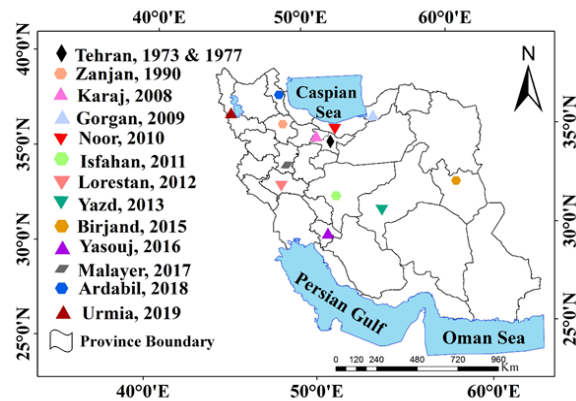 40°0'E 50°0'E 60°0'E
40°0'N
35°0'N
30°0'N
25°0'N
Tehran, 1973 & 1977
Zanjan, 1990
Karaj, 2008
Gorgan, 2009
Noor, 2010
Isfahan, 2011
Lorestan, 2012
Yazd, 2013
Birjand, 2015
Yasouj, 2016
Malayer, 2017
Ardabil, 2018
Urmia, 2019
Province Boundary
Caspian
Sea
Persian Gulf
Oman Sea
N
0 120 240 480 720 960
Km
40°0'N
35°0'N
30°0'N
25°0'N
40°0'E 50°0'E 60°0'E